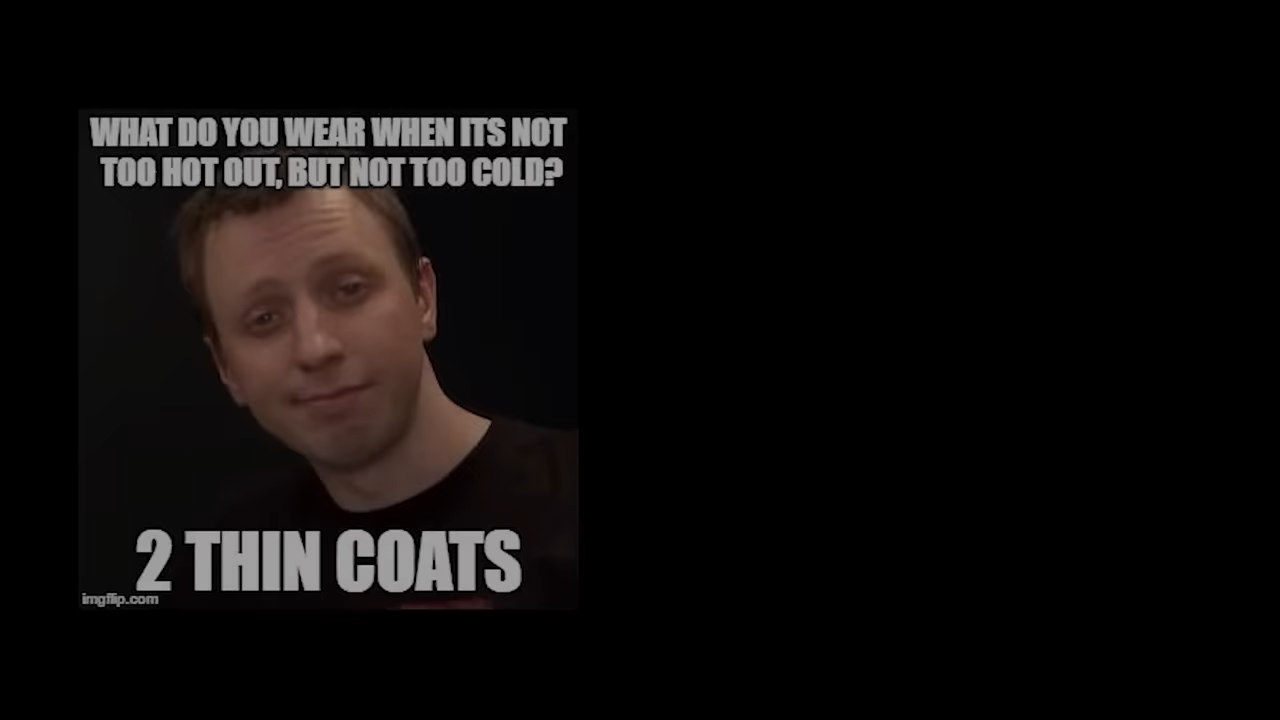 WHAT DO YOU WEAR WHEN ITS NOT
TOO HOT OUT, BUT NOT TOO COLD?
2 THIN COATS
imgflip.com